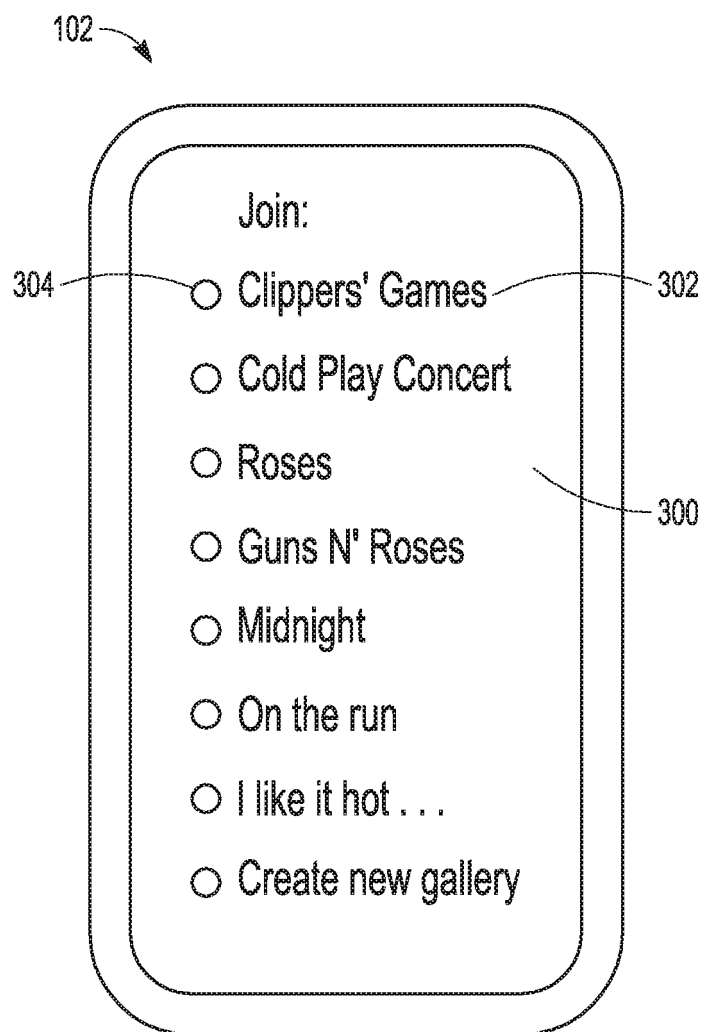 102
Join:
304 Clippers' Games 302
Cold Play Concert
Roses
300
Guns N' Roses
Midnight
On the run
I like it hot . . .
Create new gallery